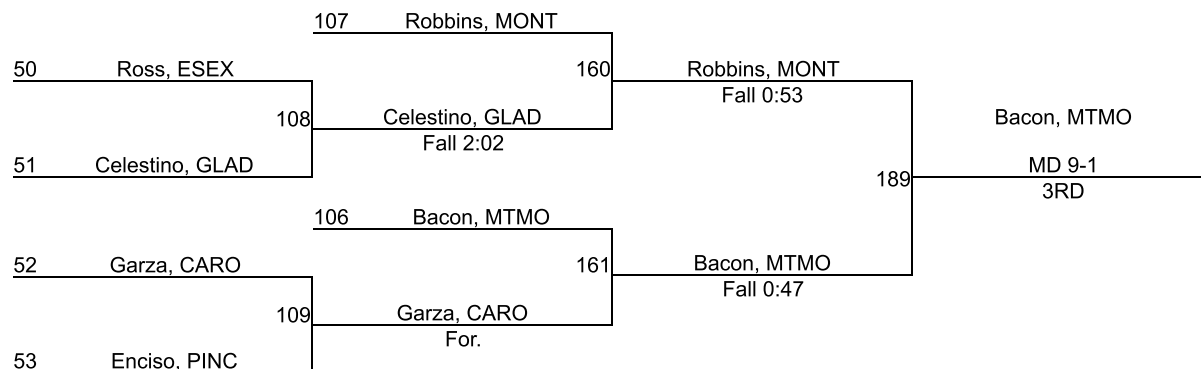 107 Robbins, MONT
50 Ross, ESEX
160 Robbins, MONT
Fall 0:53
108 Celestino, GLAD
Fall 2:02
Bacon, MTMO
51 Celestino, GLAD
189 MD 9-1
3RD
106 Bacon, MTMO
52 Garza, CARO
161 Bacon, MTMO
Fall 0:47
109 Garza, CARO
For.
53 Enciso, PINC